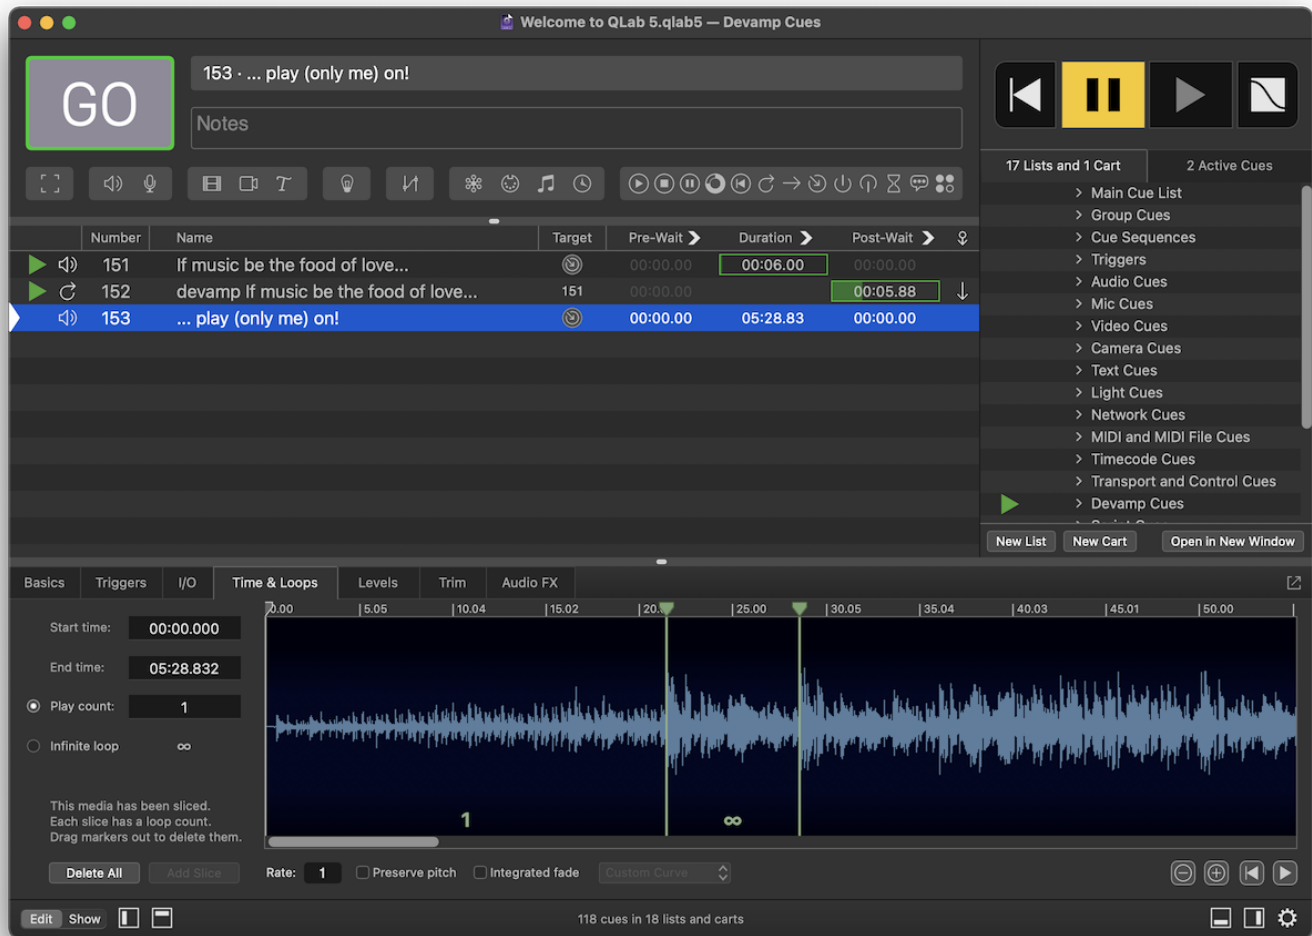 Welcome to QLab 5.qlab5 — Devamp Cues
GO
153 · ... play (only me) on!
Notes
17 Lists and 1 Cart
2 Active Cues
Number Name Target Pre-Wait Duration Post-Wait
151 If music be the food of love... 00:00.00 00:06.00 00:00.00
152 devamp If music be the food of love... 151 00:00.00 00:05.88
153 ... play (only me) on! 00:00.00 05:28.83 00:00.00
Main Cue List
Group Cues
Cue Sequences
Triggers
Audio Cues
Mic Cues
Video Cues
Camera Cues
Text Cues
Light Cues
Network Cues
MIDI and MIDI File Cues
Timecode Cues
Transport and Control Cues
Devamp Cues
New List New Cart Open in New Window
Basics Triggers I/O Time & Loops Levels Trim Audio FX
5.05 10.04 15.02 25.00 30.05 35.04 40.03 45.01 50.00
Start time: 00:00.000
End time: 05:28.832
Play count: 1
Infinite loop ∞
This media has been sliced.
Each slice has a loop count.
Drag markers out to delete them.
1 ∞
Delete All Add Slice Rate: 1 Preserve pitch Integrated fade Custom Curve
Edit Show 118 cues in 18 lists and carts